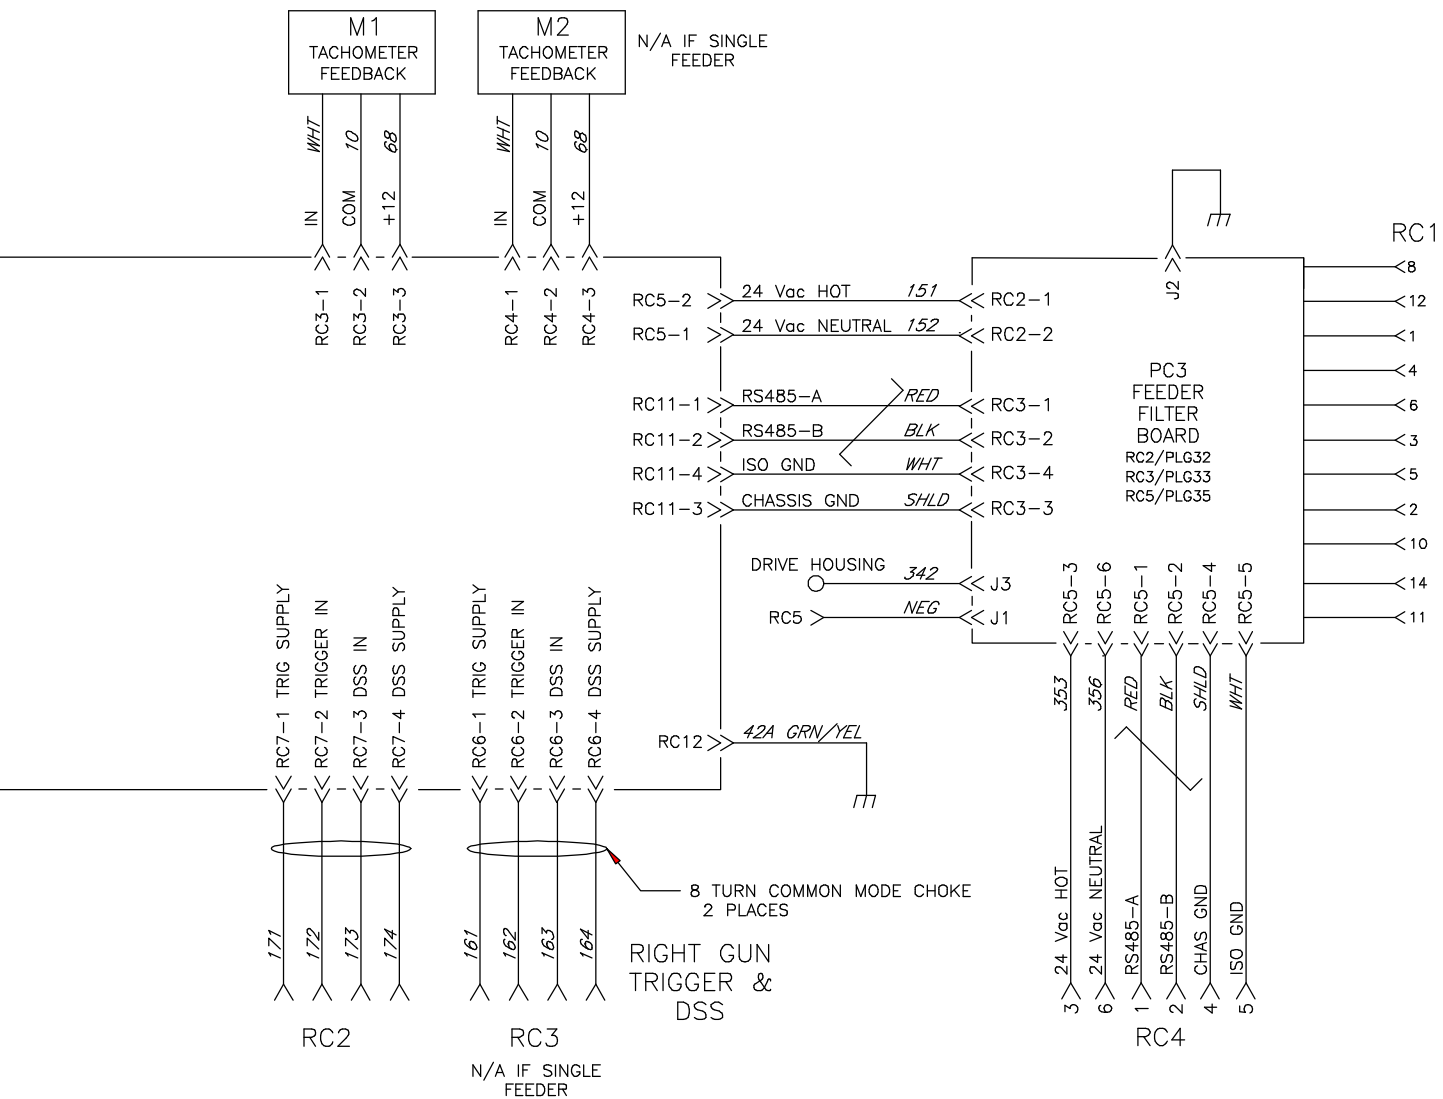 M1
TACHOMETER
FEEDBACK
M2
TACHOMETER
FEEDBACK
N/A IF SINGLE
FEEDER
WHT
10
68
WHT
10
68
IN
COM
+12
IN
COM
+12
RC3-1
RC3-2
RC3-3
RC4-1
RC4-2
RC4-3
RC5-2
24 Vac HOT
151
RC2-1
RC5-1
24 Vac NEUTRAL
152
RC2-2
RC11-1
RS485-A
RED
RC3-1
RC11-2
RS485-B
BLK
RC3-2
RC11-4
ISO GND
WHT
RC3-4
RC11-3
CHASSIS GND
SHLD
RC3-3
DRIVE HOUSING
342
J3
RC5
NEG
J1
J2
PC3
FEEDER
FILTER
BOARD
RC2/PLG32
RC3/PLG33
RC5/PLG35
RC1
8
12
1
4
6
3
5
2
10
14
11
RC5-3
RC5-6
RC5-1
RC5-2
RC5-4
RC5-5
353
356
RED
BLK
SHLD
WHT
24 Vac HOT
24 Vac NEUTRAL
RS485-A
RS485-B
CHAS GND
ISO GND
3
6
1
2
4
5
RC4
RC7-1 TRIG SUPPLY
RC7-2 TRIGGER IN
RC7-3 DSS IN
RC7-4 DSS SUPPLY
RC6-1 TRIG SUPPLY
RC6-2 TRIGGER IN
RC6-3 DSS IN
RC6-4 DSS SUPPLY
RC12
42A GRN/YEL
8 TURN COMMON MODE CHOKE
2 PLACES
171
172
173
174
161
162
163
164
RIGHT GUN
TRIGGER &
DSS
RC2
RC3
N/A IF SINGLE
FEEDER